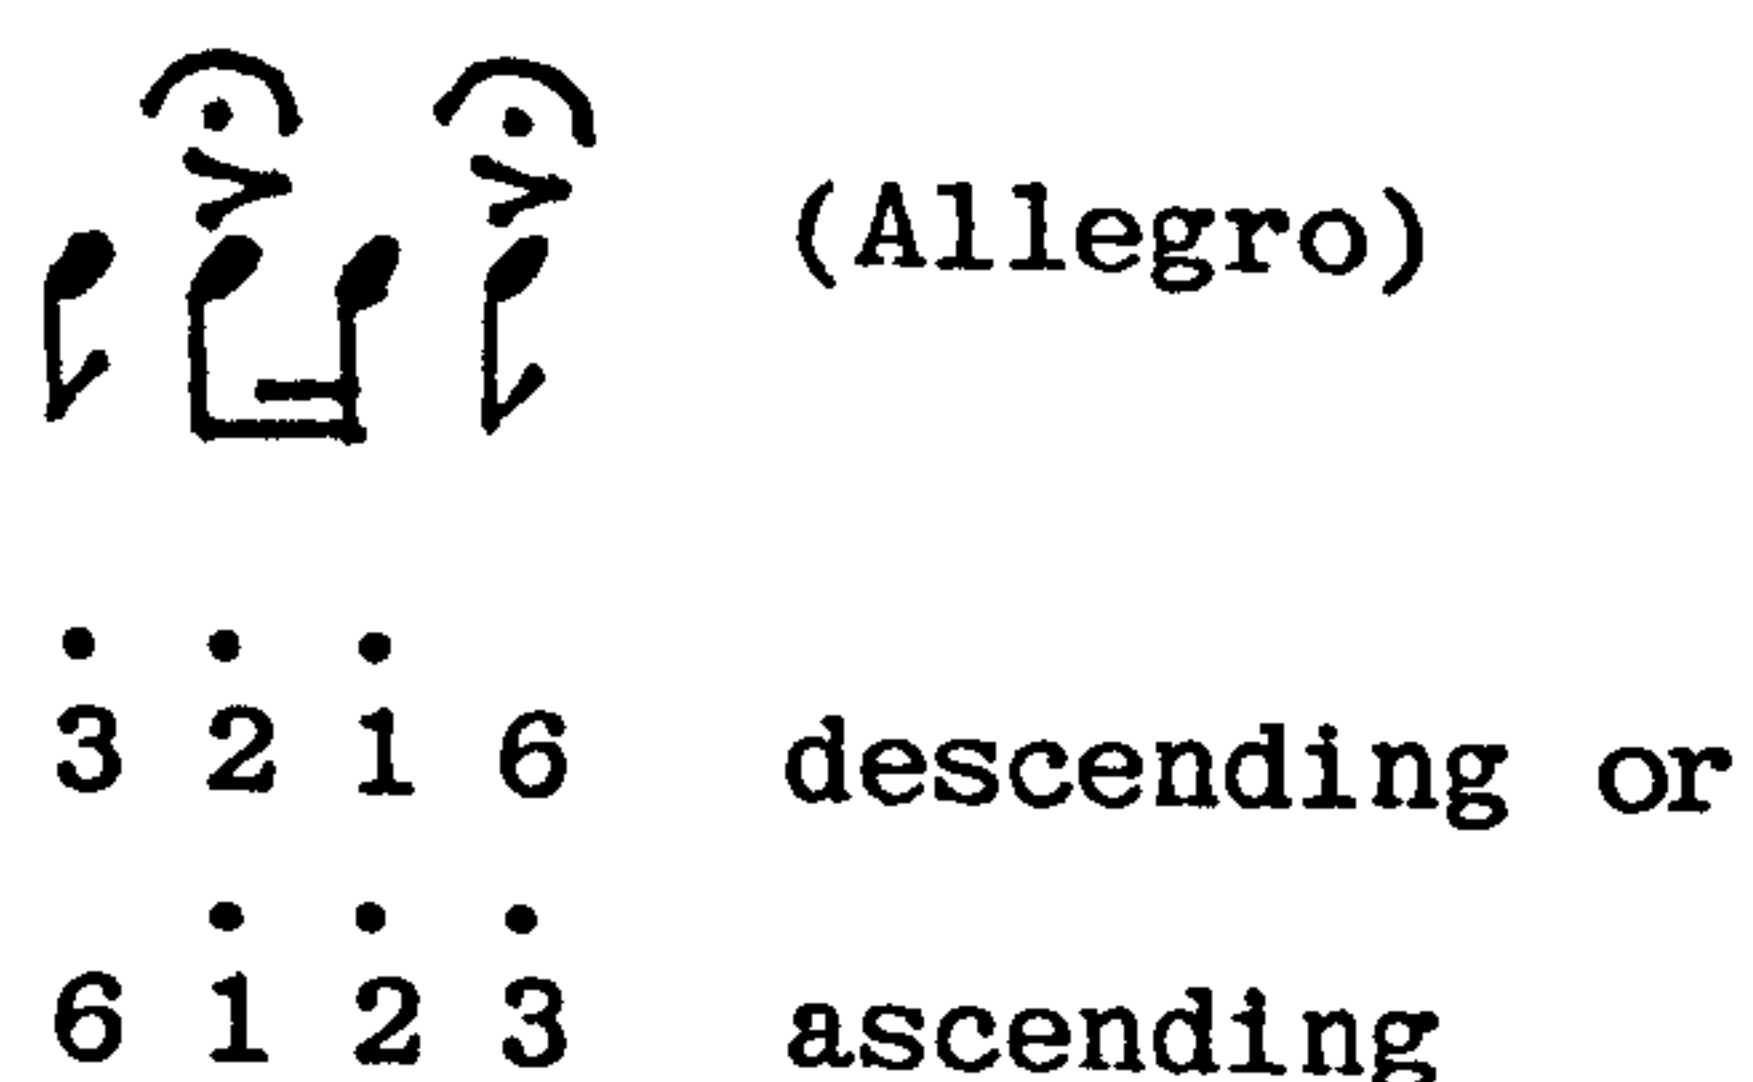 (Allegro)
3̇ 2̇ 1̇ 6 descending or
6 1̇ 2̇ 3̇ ascending